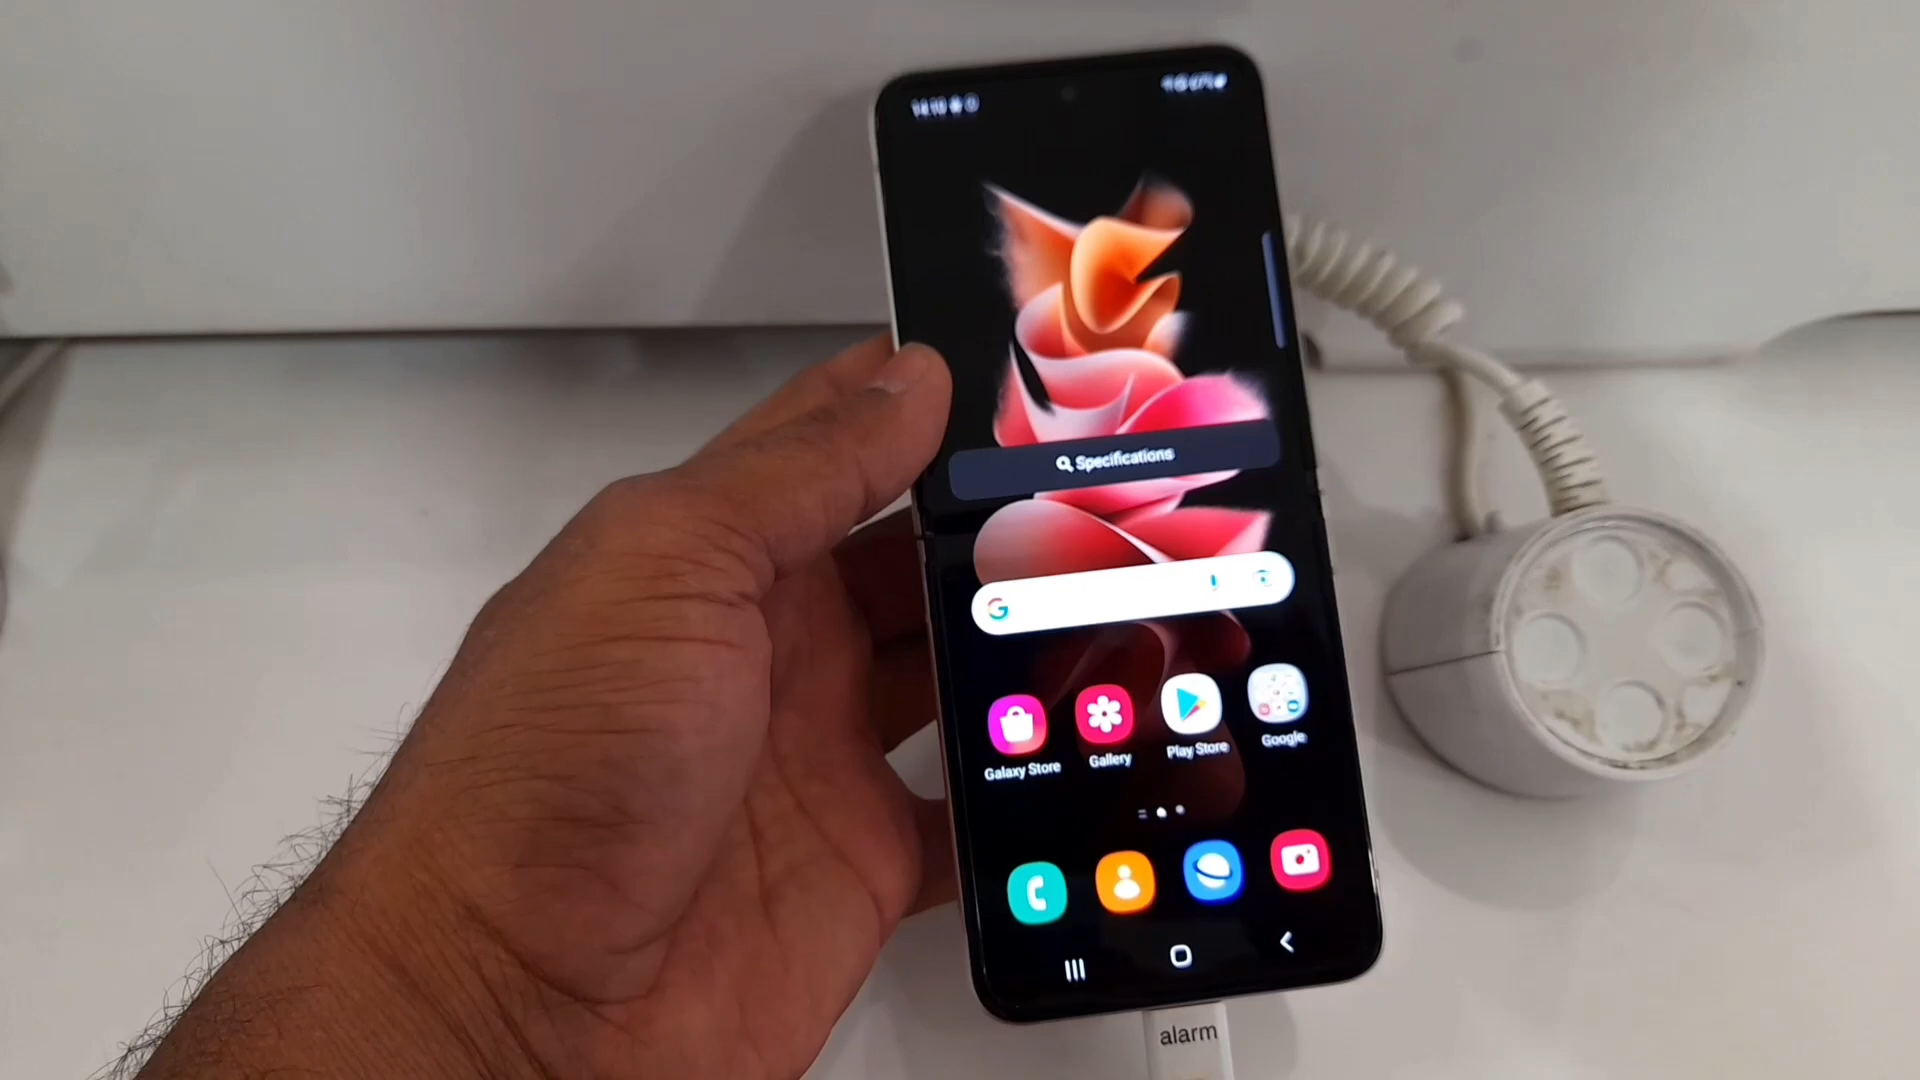 Specifications
G
Galaxy Store
Gallery
Play Store
Google
alarm